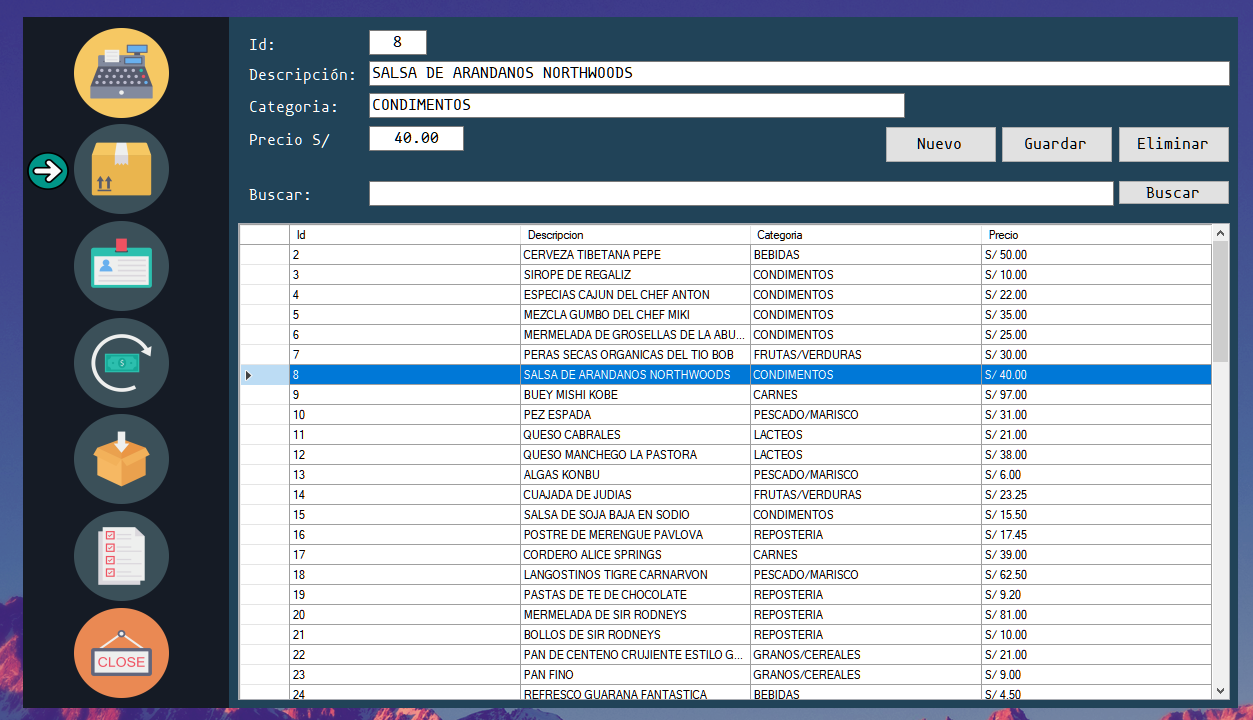 Id: 8
Descripción: SALSA DE ARANDANOS NORTHWOODS
Categoria: CONDIMENTOS
Precio S/ 40.00
Nuevo Guardar Eliminar
Buscar: Buscar
Id Descripcion Categoria Precio
2 CERVEZA TIBETANA PEPE BEBIDAS S/ 50.00
3 SIROPE DE REGALIZ CONDIMENTOS S/ 10.00
4 ESPECIAS CAJUN DEL CHEF ANTON CONDIMENTOS S/ 22.00
5 MEZCLA GUMBO DEL CHEF MIKI CONDIMENTOS S/ 35.00
6 MERMELADA DE GROSELLAS DE LA ABU... CONDIMENTOS S/ 25.00
7 PERAS SECAS ORGANICAS DEL TIO BOB FRUTAS/VERDURAS S/ 30.00
8 SALSA DE ARANDANOS NORTHWOODS CONDIMENTOS S/ 40.00
9 BUEY MISHI KOBE CARNES S/ 97.00
10 PEZ ESPADA PESCADO/MARISCO S/ 31.00
11 QUESO CABRALES LACTEOS S/ 21.00
12 QUESO MANCHEGO LA PASTORA LACTEOS S/ 38.00
13 ALGAS KONBU PESCADO/MARISCO S/ 6.00
14 CUAJADA DE JUDIAS FRUTAS/VERDURAS S/ 23.25
15 SALSA DE SOJA BAJA EN SODIO CONDIMENTOS S/ 15.50
16 POSTRE DE MERENGUE PAVLOVA REPOSTERIA S/ 17.45
17 CORDERO ALICE SPRINGS CARNES S/ 39.00
18 LANGOSTINOS TIGRE CARNARVON PESCADO/MARISCO S/ 62.50
19 PASTAS DE TE DE CHOCOLATE REPOSTERIA S/ 9.20
20 MERMELADA DE SIR RODNEYS REPOSTERIA S/ 81.00
21 BOLLOS DE SIR RODNEYS REPOSTERIA S/ 10.00
22 PAN DE CENTENO CRUJIENTE ESTILO G... GRANOS/CEREALES S/ 21.00
23 PAN FINO GRANOS/CEREALES S/ 9.00
24 REFRESCO GUARANA FANTASTICA BEBIDAS S/ 4.50
CLOSE